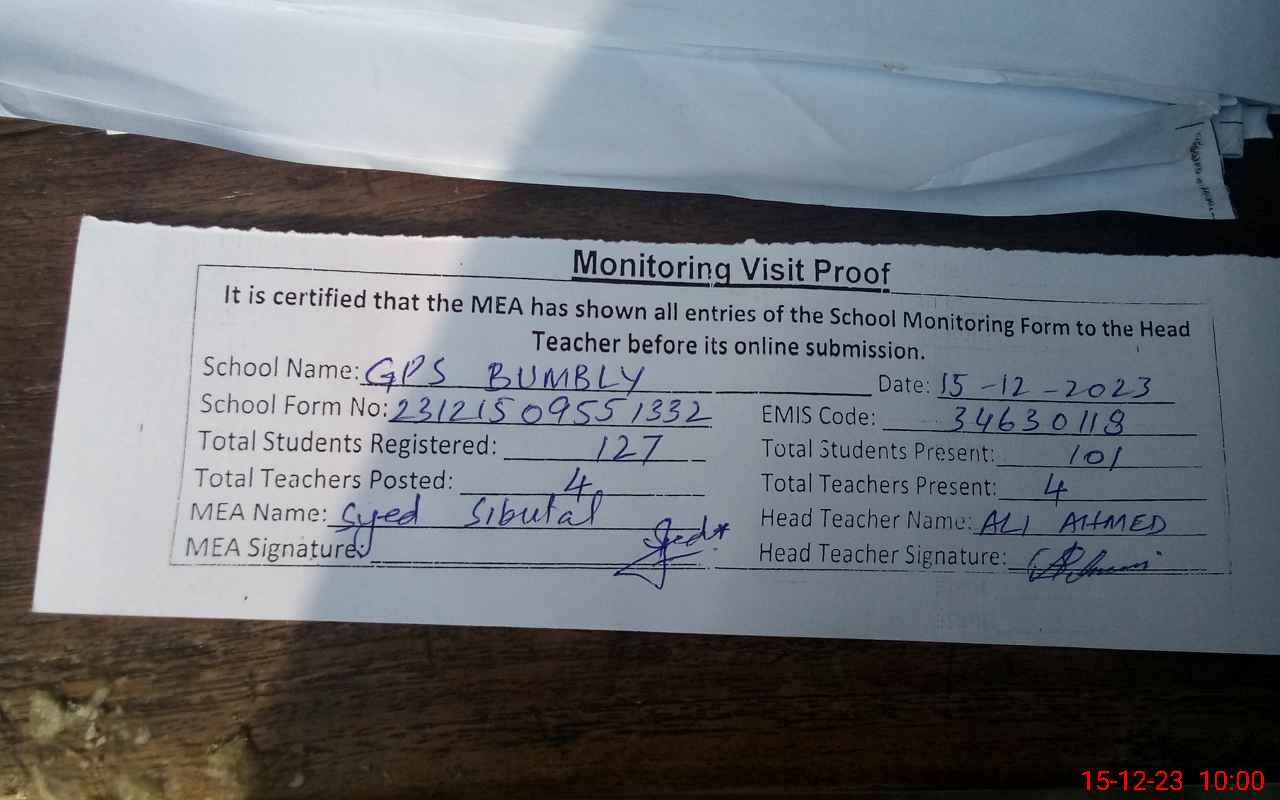 Monitoring Visit Proof
It is certified that the MEA has shown all entries of the School Monitoring Form to the Head
Teacher before its online submission.
School Name: GPS BUMBLY Date: 15-12-2023
School Form No: 23121509551332 EMIS Code: 34630118
Total Students Registered: 127 Total Students Present: 101
Total Teachers Posted: 4 Total Teachers Present: 4
MEA Name: Syed Sibutal Head Teacher Name: ALI AHMED
MEA Signature: Head Teacher Signature:
15-12-23 10:00